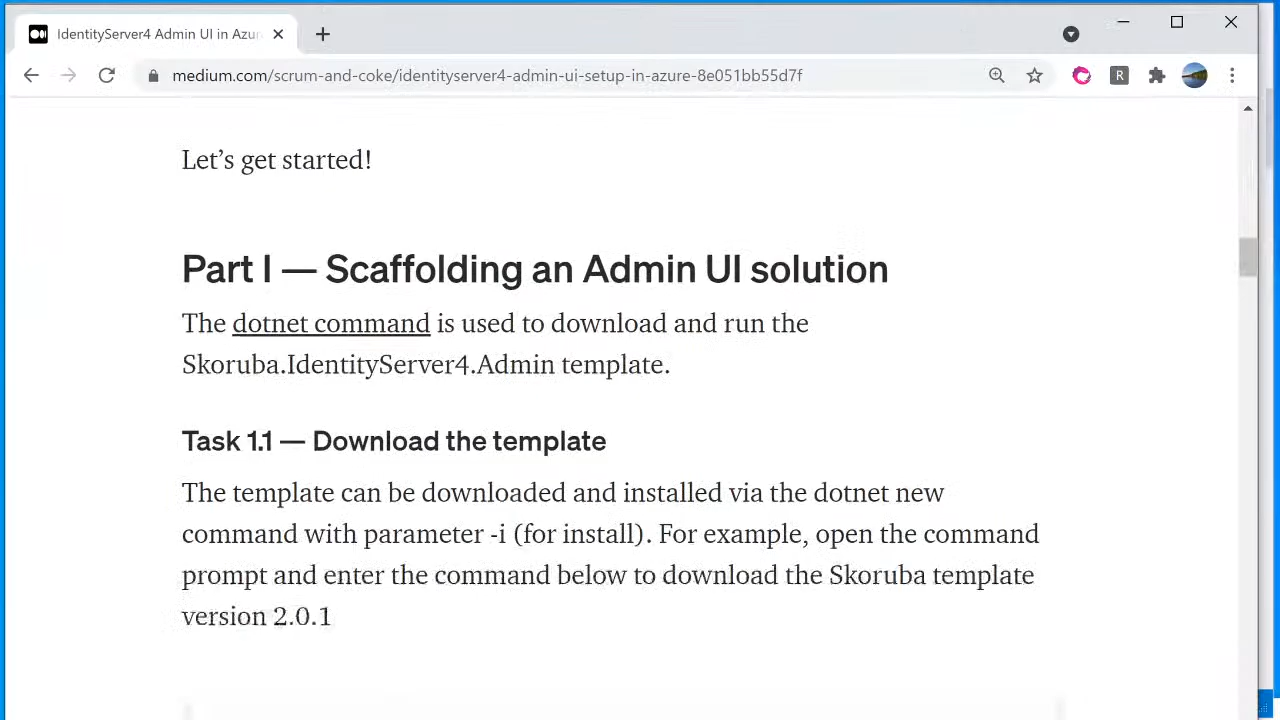 IdentityServer4 Admin UI in Azur
medium.com/scrum-and-coke/identityserver4-admin-ui-setup-in-azure-8e051bb55d7f
R
Let’s get started!
Part I — Scaffolding an Admin UI solution
The dotnet command is used to download and run the
Skoruba.IdentityServer4.Admin template.
Task 1.1 — Download the template
The template can be downloaded and installed via the dotnet new
command with parameter -i (for install). For example, open the command
prompt and enter the command below to download the Skoruba template
version 2.0.1